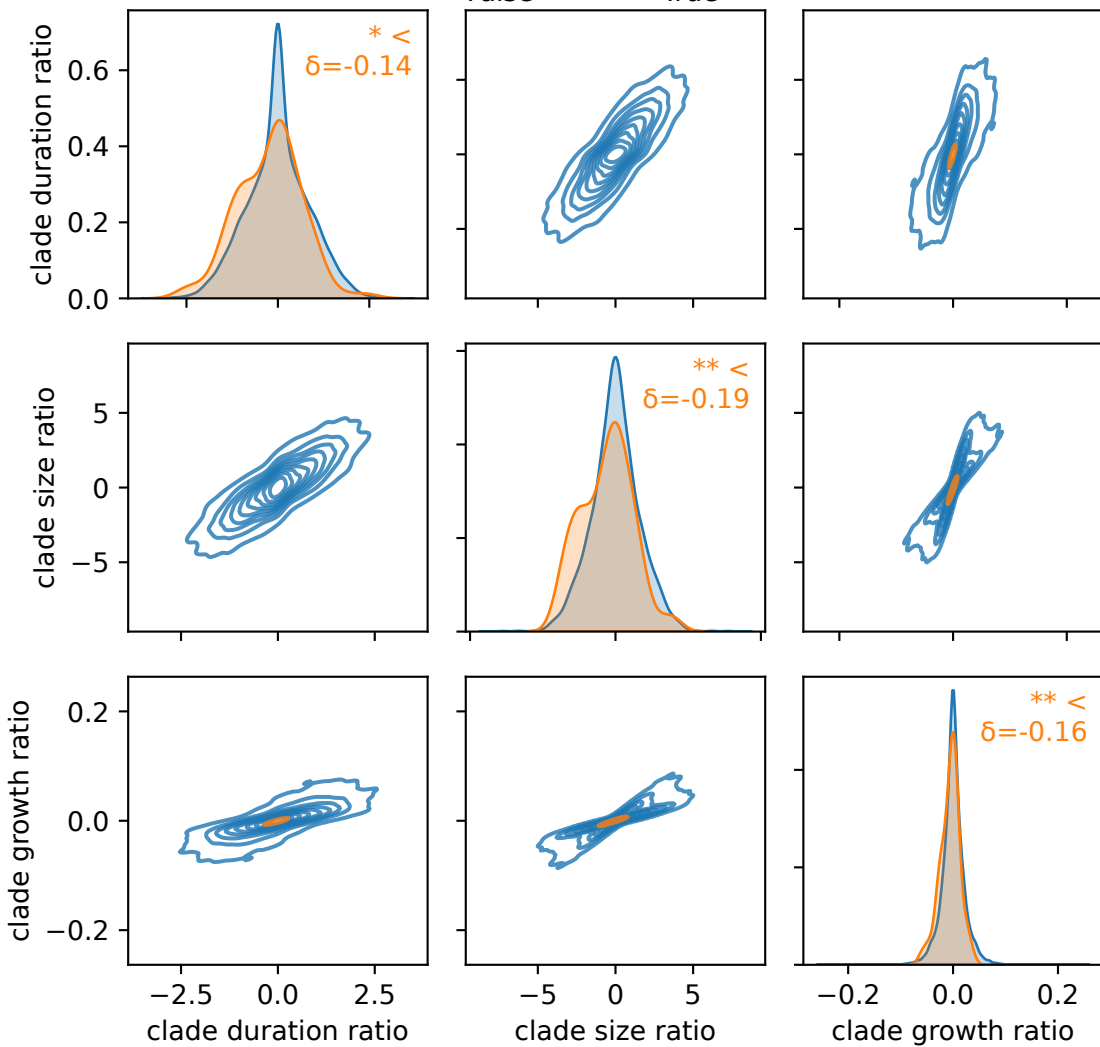 clade duration ratio
0.6
0.4
0.2
0.0
* <
δ=-0.14
clade size ratio
5
0
−5
** <
δ=-0.19
clade growth ratio
0.2
0.0
−0.2
** <
δ=-0.16
−2.5 0.0 2.5
−5 0 5
−0.2 0.0 0.2
clade duration ratio
clade size ratio
clade growth ratio